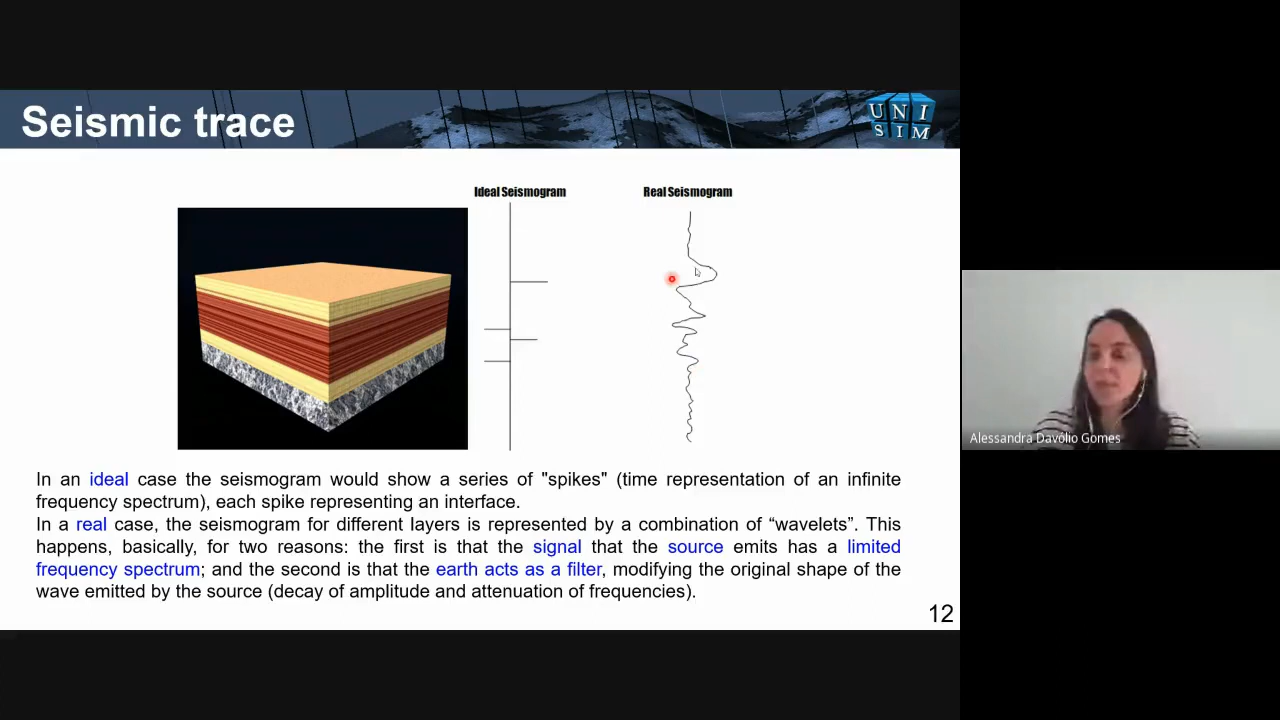 Seismic trace
UNI
SIM
Ideal Seismogram
Real Seismogram
In an ideal case the seismogram would show a series of "spikes" (time representation of an infinite
frequency spectrum), each spike representing an interface.
In a real case, the seismogram for different layers is represented by a combination of “wavelets”. This
happens, basically, for two reasons: the first is that the signal that the source emits has a limited
frequency spectrum; and the second is that the earth acts as a filter, modifying the original shape of the
wave emitted by the source (decay of amplitude and attenuation of frequencies).
12
Alessandra Davólio Gomes